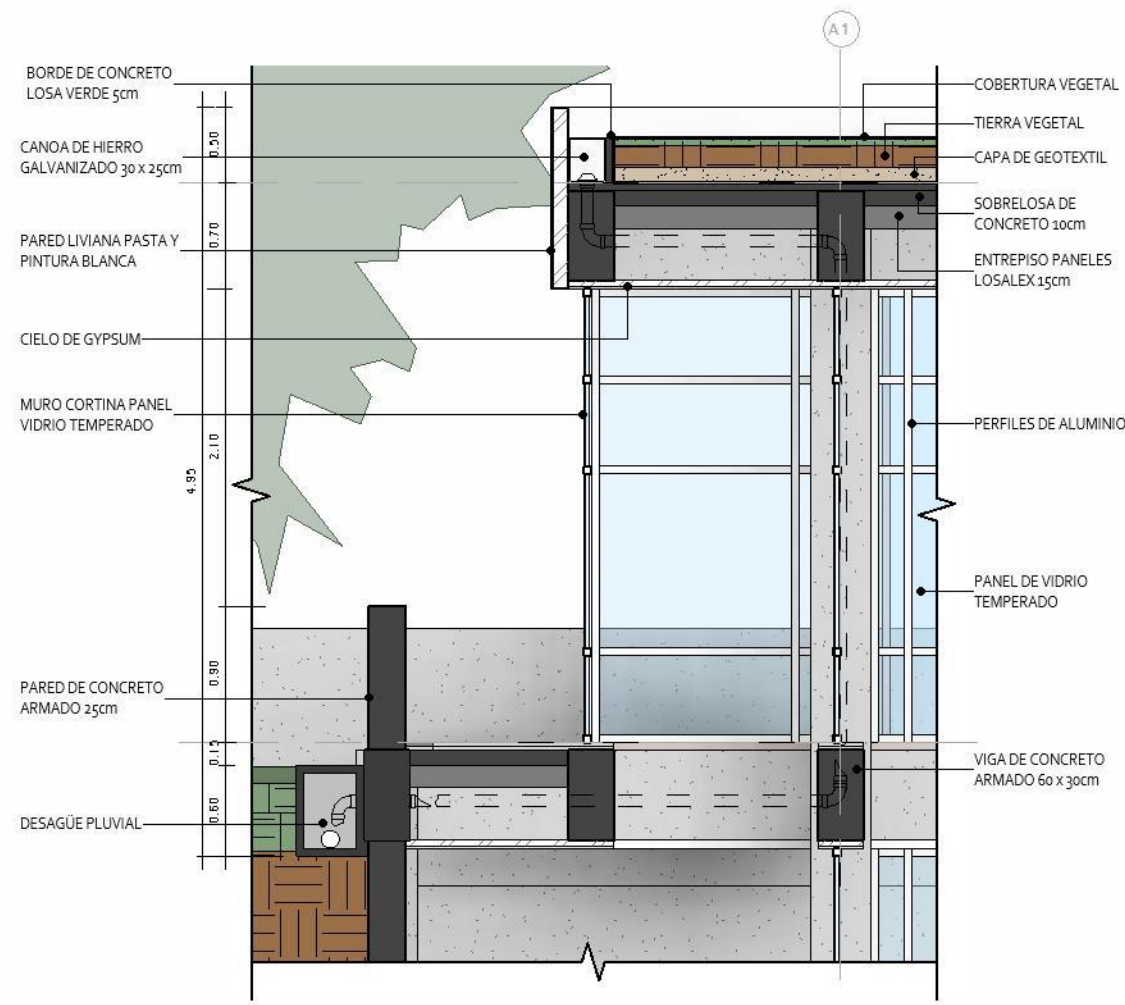 A1
BORDE DE CONCRETO
LOSA VERDE 5cm
CANOA DE HIERRO
GALVANIZADO 30 x 25cm
PARED LIVIANA PASTA Y
PINTURA BLANCA
CIELO DE GYPSUM
MURO CORTINA PANEL
VIDRIO TEMPERADO
PARED DE CONCRETO
ARMADO 25cm
DESAGÜE PLUVIAL
0.50
0.70
2.10
4.95
0.90
0.15
0.60
COBERTURA VEGETAL
TIERRA VEGETAL
CAPA DE GEOTEXTIL
SOBRELOSA DE
CONCRETO 10cm
ENTREPISO PANELES
LOSALEX 15cm
PERFILES DE ALUMINIO
PANEL DE VIDRIO
TEMPERADO
VIGA DE CONCRETO
ARMADO 60 x 30cm